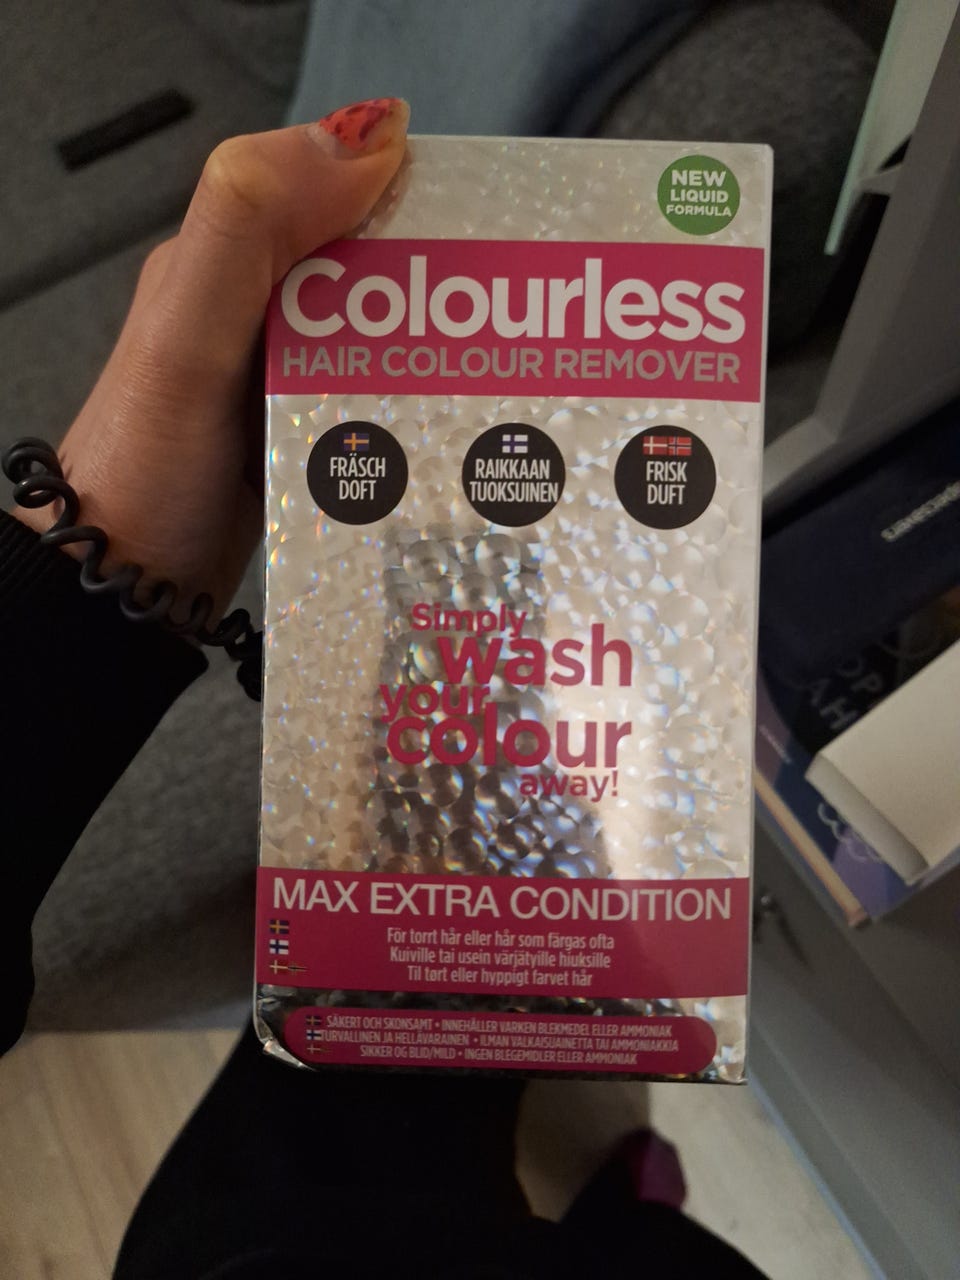 NEW
LIQUID
FORMULA
Colourless
HAIR COLOUR REMOVER
FRÄSCH
DOFT
RAIKKAAN
TUOKSUINEN
FRISK
DUFT
Simply
wash
your
colour
away!
MAX EXTRA CONDITION
För torrt hår eller hår som färgas ofta
Kuiville tai usein värjätyille hiuksille
Til tørt eller hyppigt farvet hår
SÄKERT OCH SKONSAMT • INNEHÅLLER VARKEN BLEKMEDEL ELLER AMMONIAK
TURVALLINEN JA HELLÄVARAINEN • ILMAN VALKAISUAINETTA TAI AMMONIAKKIA
SIKKER OG BLID/MILD • INGEN BLEGEMIDLER ELLER AMMONIAK